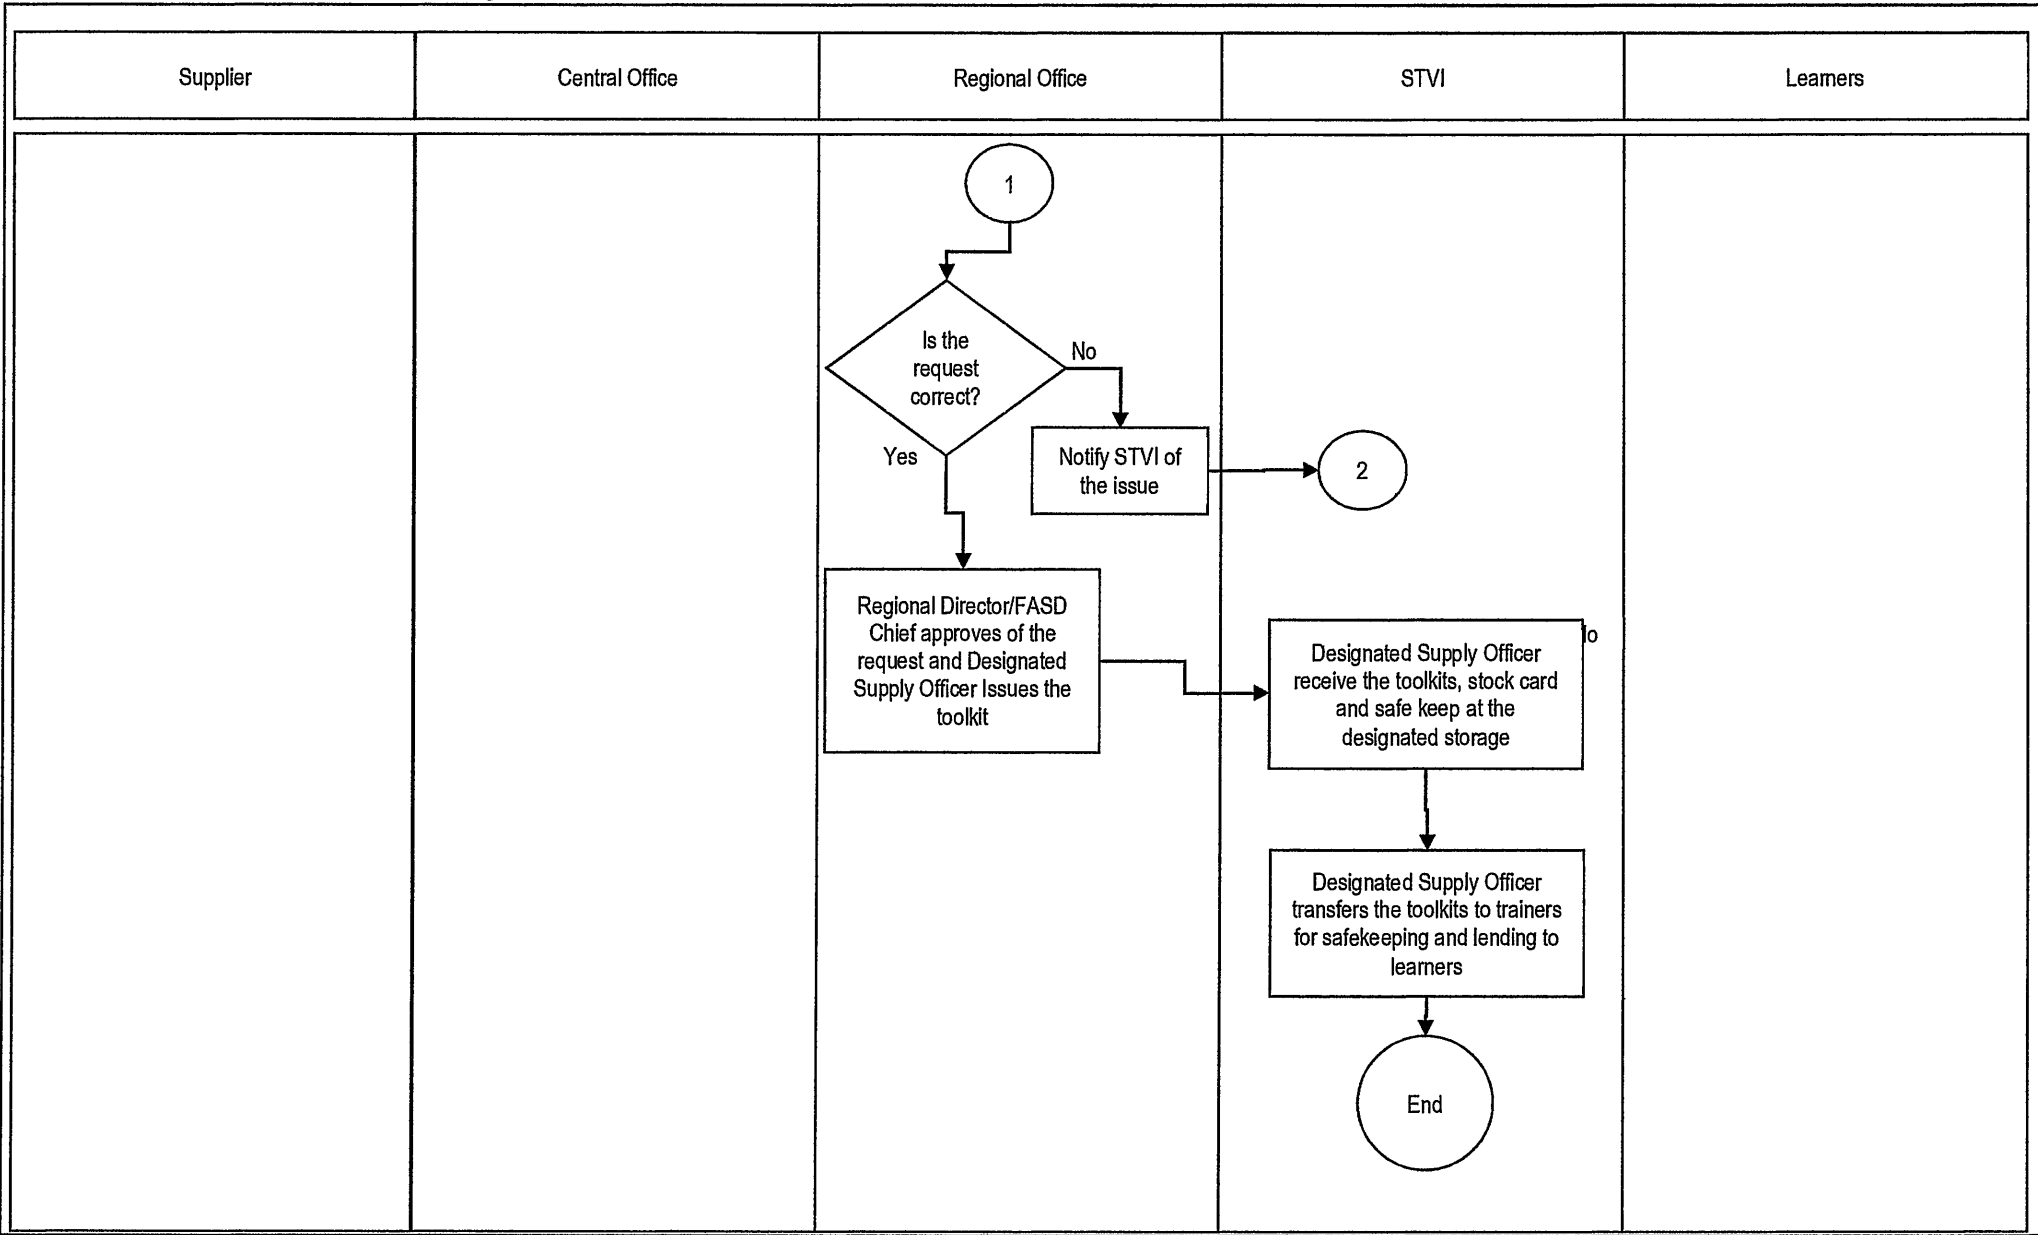 Supplier
Central Office
Regional Office
STVI
Learners
1
Is the
request
correct?
No
Yes
Notify STVI of
the issue
2
Regional Director/FASD
Chief approves of the
request and Designated
Supply Officer Issues the
toolkit
Designated Supply Officer
receive the toolkits, stock card
and safe keep at the
designated storage
Designated Supply Officer
transfers the toolkits to trainers
for safekeeping and lending to
learners
End